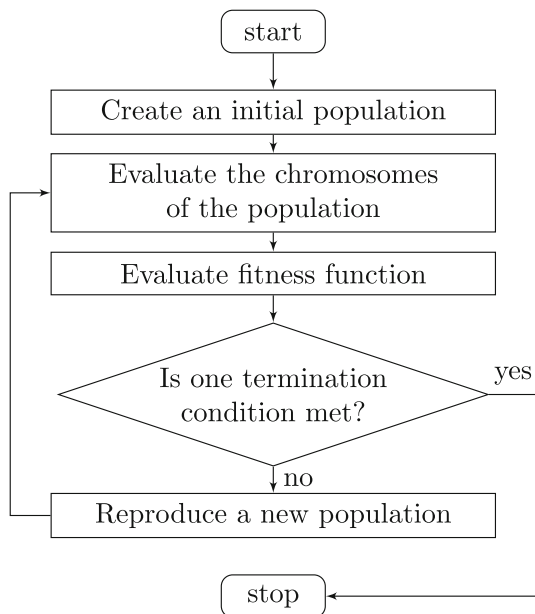 start
Create an initial population
Evaluate the chromosomes
of the population
Evaluate fitness function
Is one termination
condition met?
yes
no
Reproduce a new population
stop